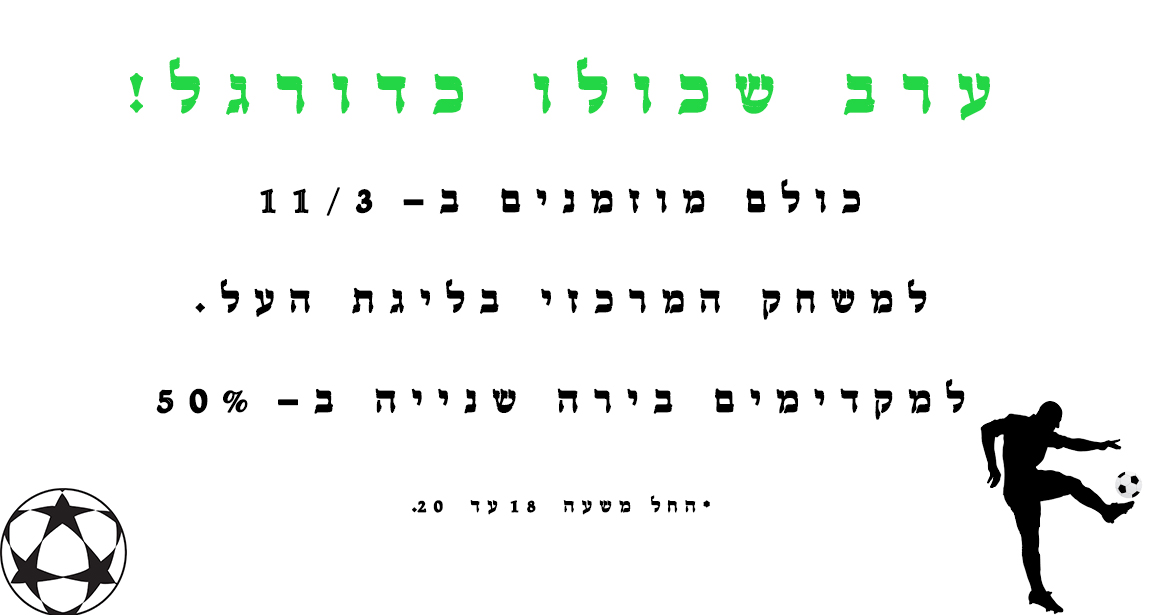 ערב שכולו כדורגל!
כולם מוזמנים ב- 11/3
למשחק המרכזי בליגת העל.
למקדימים בירה שנייה ב- 50%
*החל משעה 18 עד 20.